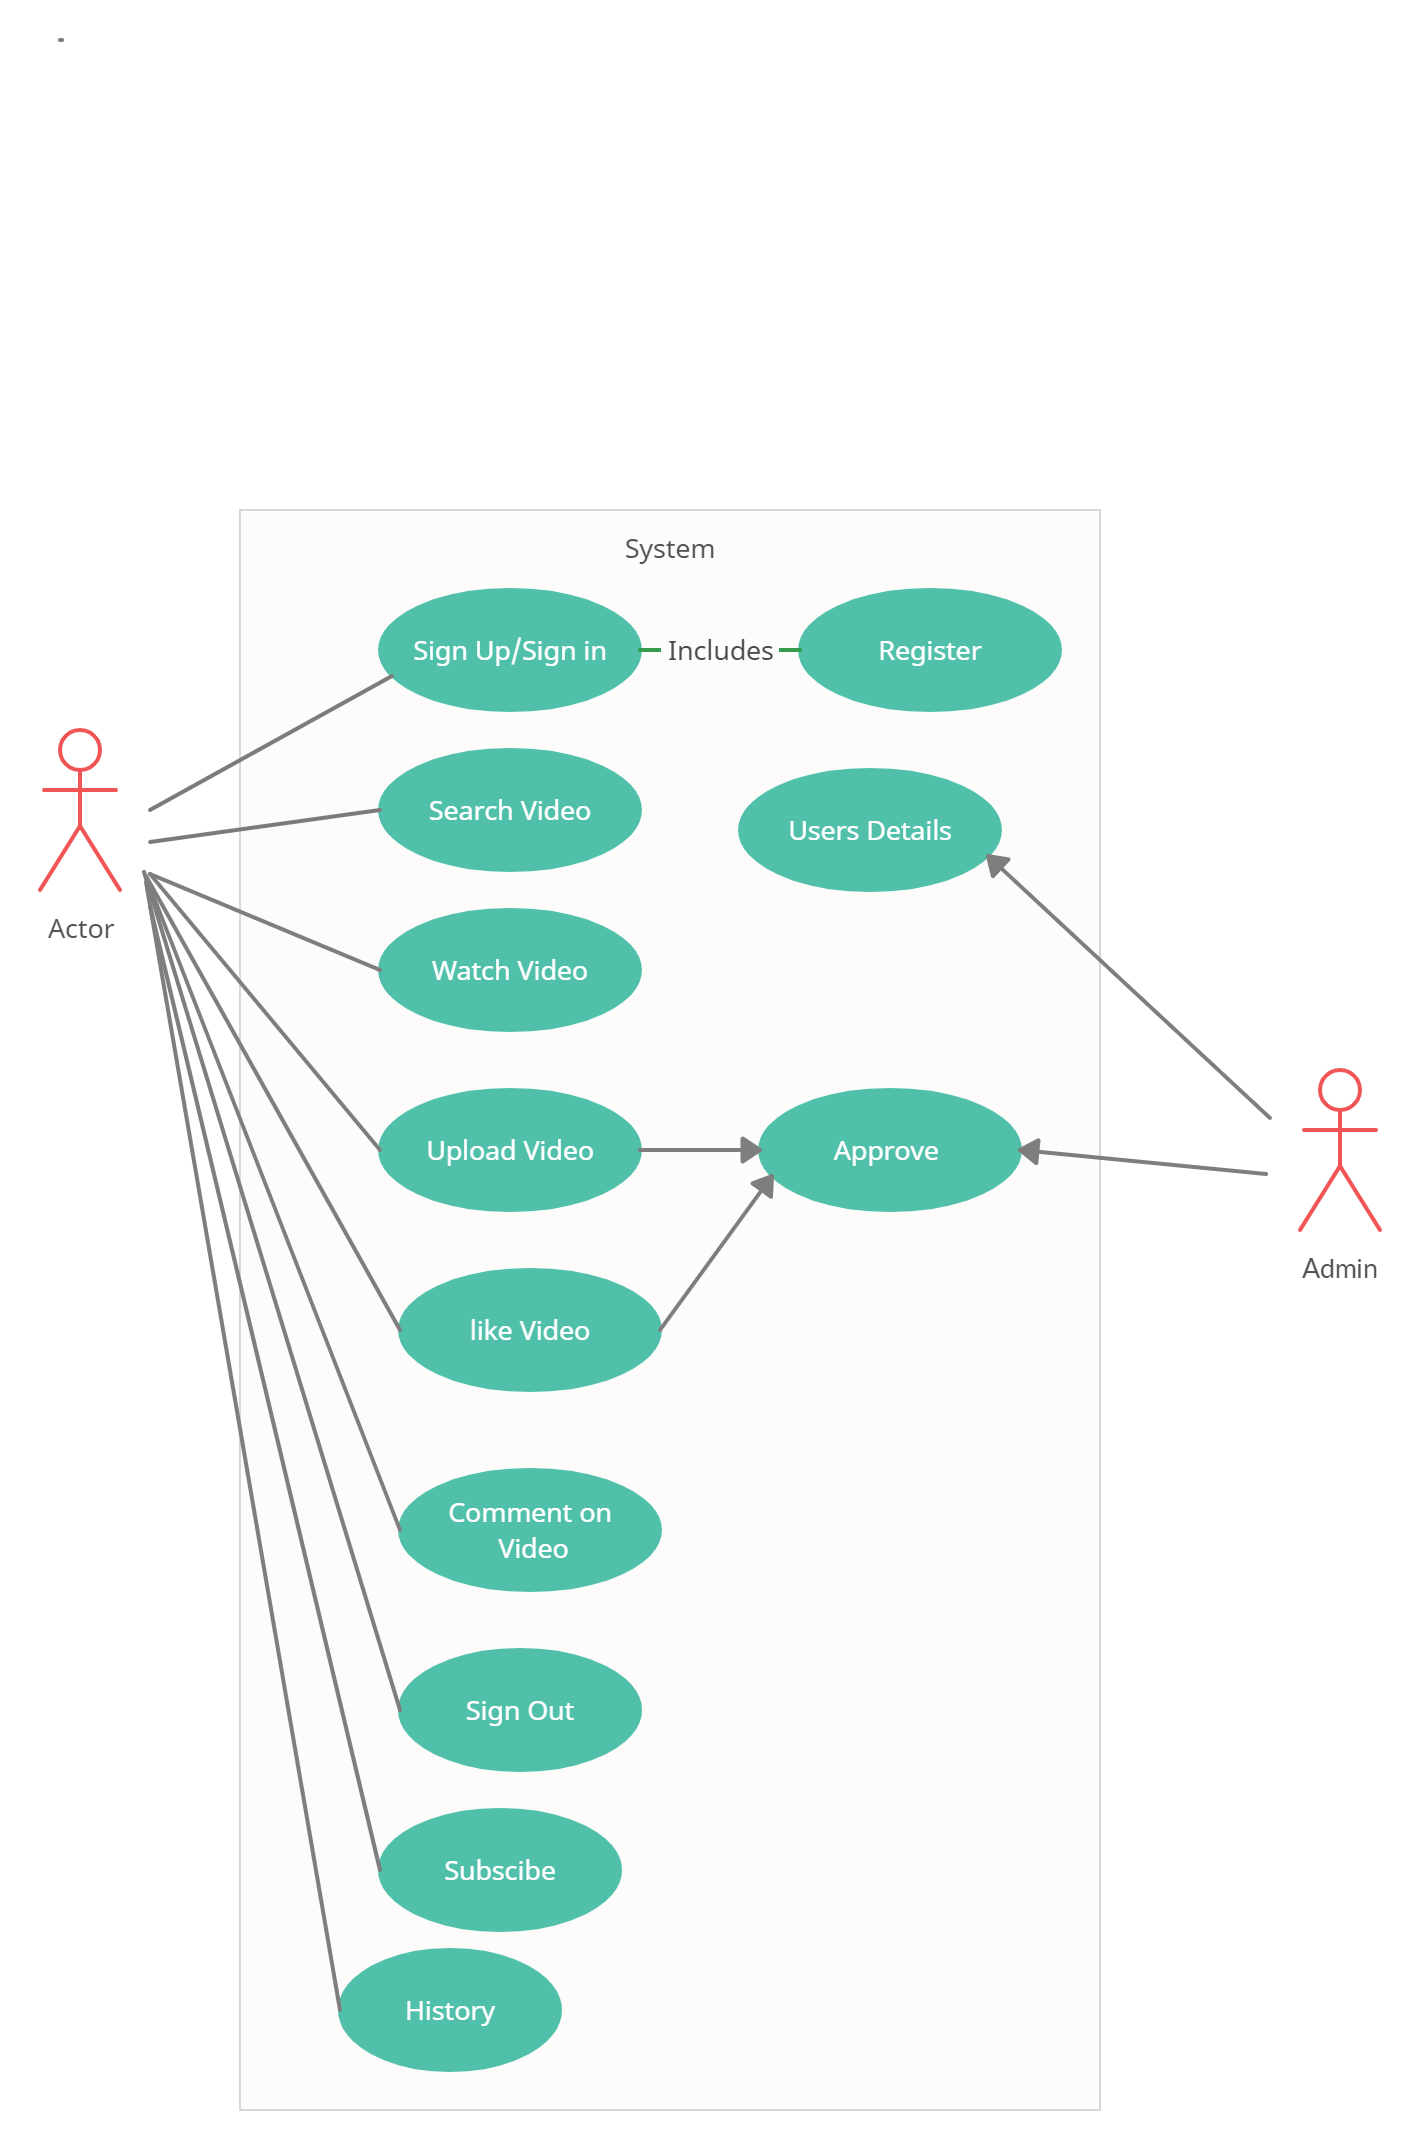 System
Sign Up/Sign in
Includes
Register
Search Video
Users Details
Actor
Watch Video
Upload Video
Approve
Admin
like Video
Comment on
Video
Sign Out
Subscibe
History